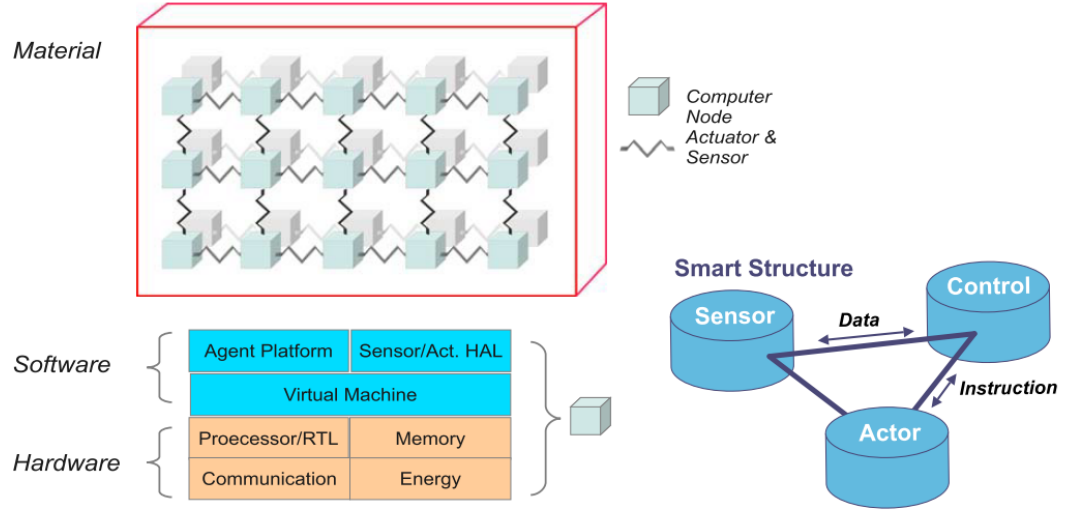 Material
Computer
Node
Actuator &
Sensor
Smart Structure
Sensor
Control
Data
Instruction
Actor
Software
Agent Platform
Sensor/Act. HAL
Virtual Machine
Hardware
Proecessor/RTL
Memory
Communication
Energy